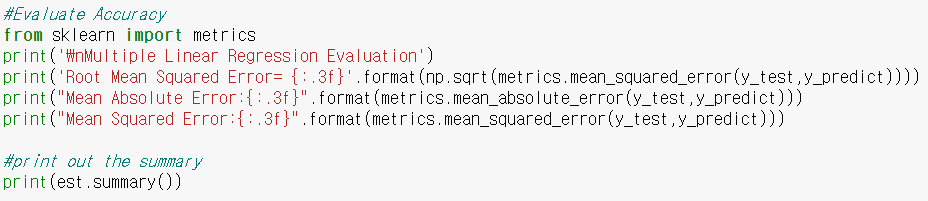 #Evaluate Accuracy
from sklearn import metrics
print('₩nMultiple Linear Regression Evaluation')
print('Root Mean Squared Error= {:.3f}'.format(np.sqrt(metrics.mean_squared_error(y_test,y_predict))))
print("Mean Absolute Error:{:.3f}".format(metrics.mean_absolute_error(y_test,y_predict)))
print("Mean Squared Error:{:.3f}".format(metrics.mean_squared_error(y_test,y_predict)))
#print out the summary
print(est.summary())